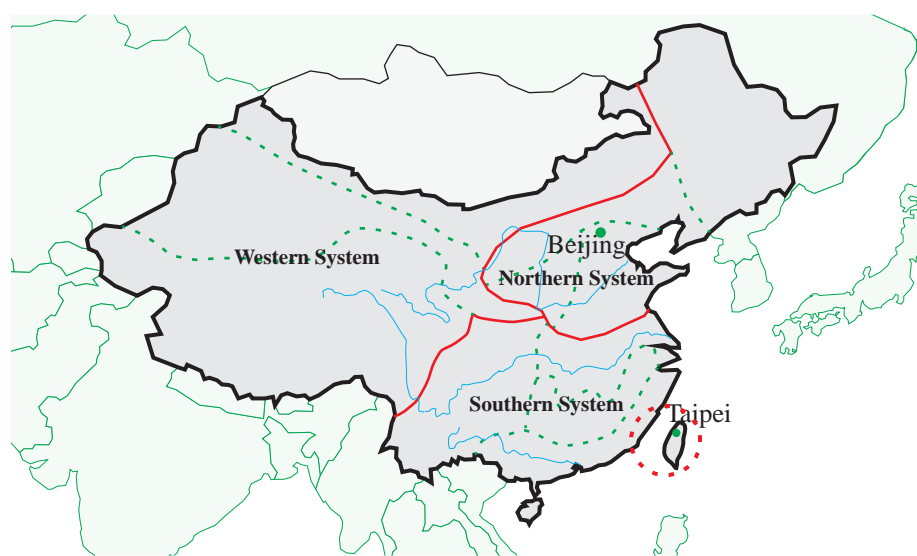 Beijing
Western System
Northern System
Southern System
Taipei